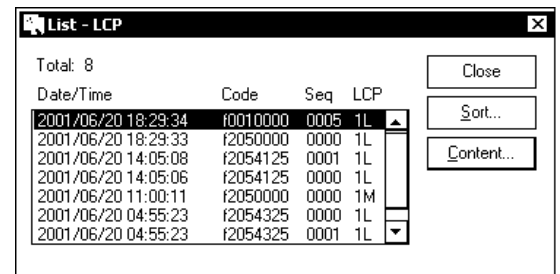 List - LCP
Total: 8
Close
Date/Time Code Seq LCP
Sort...
2001/06/20 18:29:34 f0010000 0005 1L
2001/06/20 18:29:33 f2050000 0000 1L
Content...
2001/06/20 14:05:08 f2054125 0001 1L
2001/06/20 14:05:06 f2054125 0000 1L
2001/06/20 11:00:11 f2050000 0000 1M
2001/06/20 04:55:23 f2054325 0000 1L
2001/06/20 04:55:23 f2054325 0001 1L